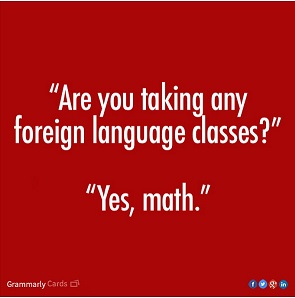 “Are you taking any
foreign language classes?”
“Yes, math.”
Grammarly Cards